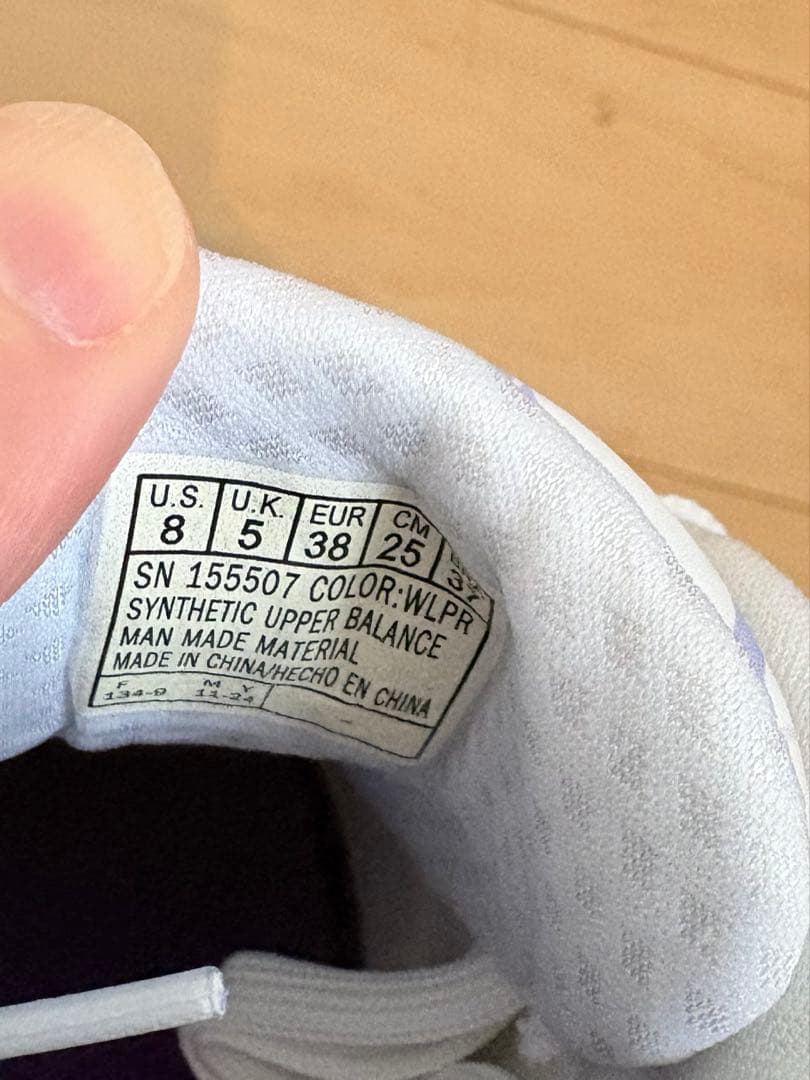 U.S. U.K. EUR CM
8 5 38 25 37
SN 155507 COLOR:WLPR
SYNTHETIC UPPER BALANCE
MAN MADE MATERIAL
MADE IN CHINA/HECHO EN CHINA
F M Y
134-9 11-24